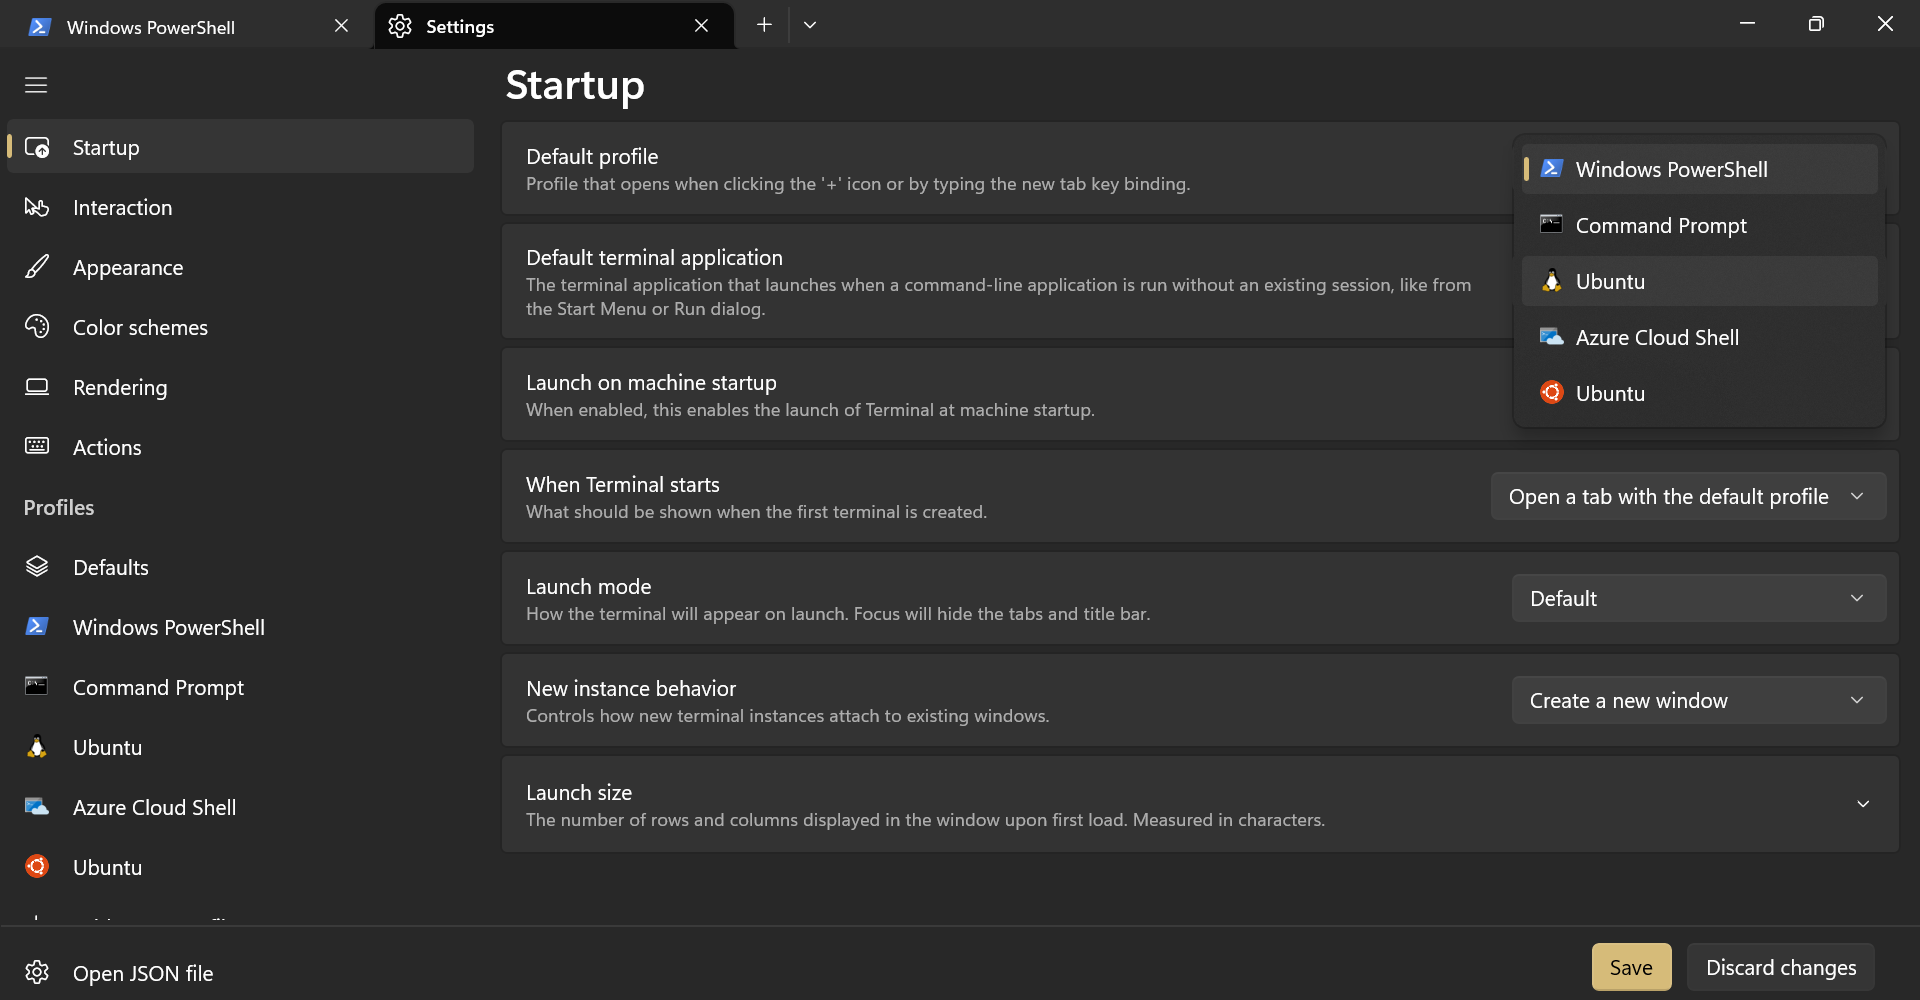 Windows PowerShell
Settings
Startup
Interaction
Appearance
Color schemes
Rendering
Actions
Profiles
Defaults
Windows PowerShell
Command Prompt
Ubuntu
Azure Cloud Shell
Ubuntu
Open JSON file
Startup
Default profile
Profile that opens when clicking the '+' icon or by typing the new tab key binding.
Windows PowerShell
Command Prompt
Ubuntu
Azure Cloud Shell
Ubuntu
Default terminal application
The terminal application that launches when a command-line application is run without an existing session, like from
the Start Menu or Run dialog.
Launch on machine startup
When enabled, this enables the launch of Terminal at machine startup.
When Terminal starts
What should be shown when the first terminal is created.
Open a tab with the default profile
Launch mode
How the terminal will appear on launch. Focus will hide the tabs and title bar.
Default
New instance behavior
Controls how new terminal instances attach to existing windows.
Create a new window
Launch size
The number of rows and columns displayed in the window upon first load. Measured in characters.
Save
Discard changes